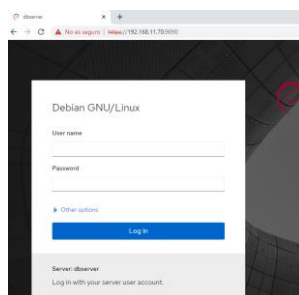 dbserver
No es seguro | https://192.168.11.70:9090
Debian GNU/Linux
User name
Password
Other options
Log in
Server: dbserver
Log in with your server user account.